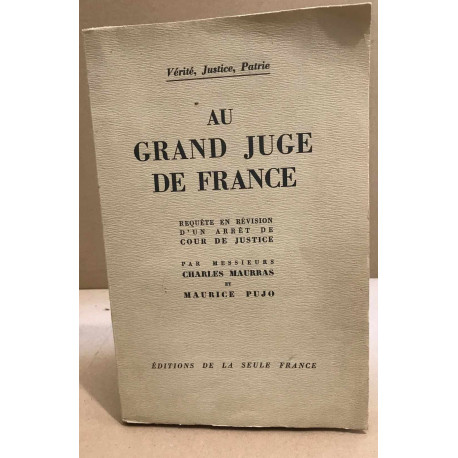 Vérité, Justice, Patrie
AU
GRAND JUGE
DE FRANCE
REQUÊTE EN RÉVISION
D'UN ARRÊT DE
COUR DE JUSTICE
PAR MESSIEURS
CHARLES MAURRAS
ET
MAURICE PUJO
ÉDITIONS DE LA SEULE FRANCE